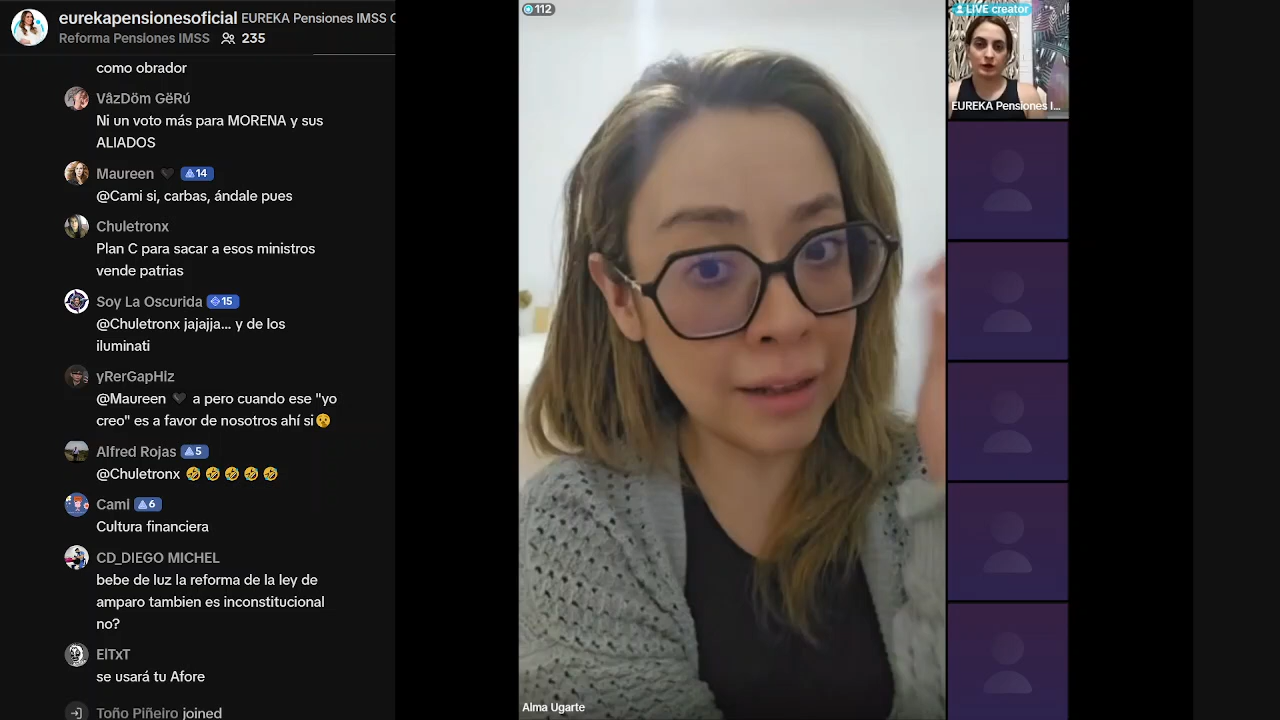 eurekapensionesoficial EUREKA Pensiones IMSS
Reforma Pensiones IMSS 235
como obrador
VâzDöm GëRú
Ni un voto más para MORENA y sus
ALIADOS
Maureen 🖤 14
@Cami si, carbas, ándale pues
Chuletronx
Plan C para sacar a esos ministros
vende patrias
Soy La Oscurida 15
@Chuletronx jajajja... y de los
iluminati
yRerGapHiz
@Maureen 🖤 a pero cuando ese "yo
creo" es a favor de nosotros ahí si🤫
Alfred Rojas 5
@Chuletronx 🤣 🤣 🤣 🤣 🤣
Cami 6
Cultura financiera
CD_DIEGO MICHEL
bebe de luz la reforma de la ley de
amparo tambien es inconstitucional
no?
ElTxT
se usará tu Afore
Toño Piñeiro joined
112
Alma Ugarte
LIVE creator
EUREKA Pensiones I...